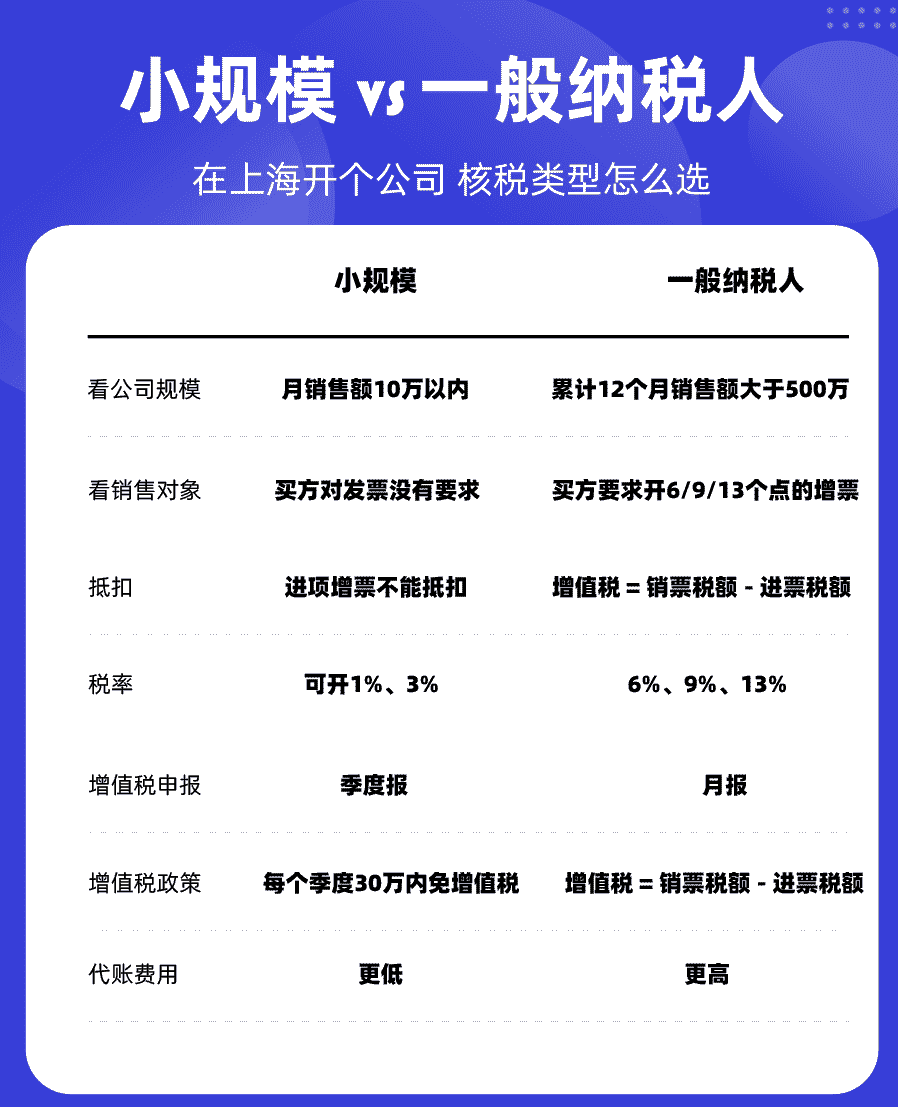 小规模 vs 一般纳税人
在上海开个公司 核税类型怎么选
小规模 一般纳税人
看公司规模 月销售额10万以内 累计12个月销售额大于500万
看销售对象 买方对发票没有要求 买方要求开6/9/13个点的增票
抵扣 进项增票不能抵扣 增值税 = 销票税额 - 进票税额
税率 可开1%、3% 6%、9%、13%
增值税申报 季度报 月报
增值税政策 每个季度30万内免增值税 增值税 = 销票税额 - 进票税额
代账费用 更低 更高